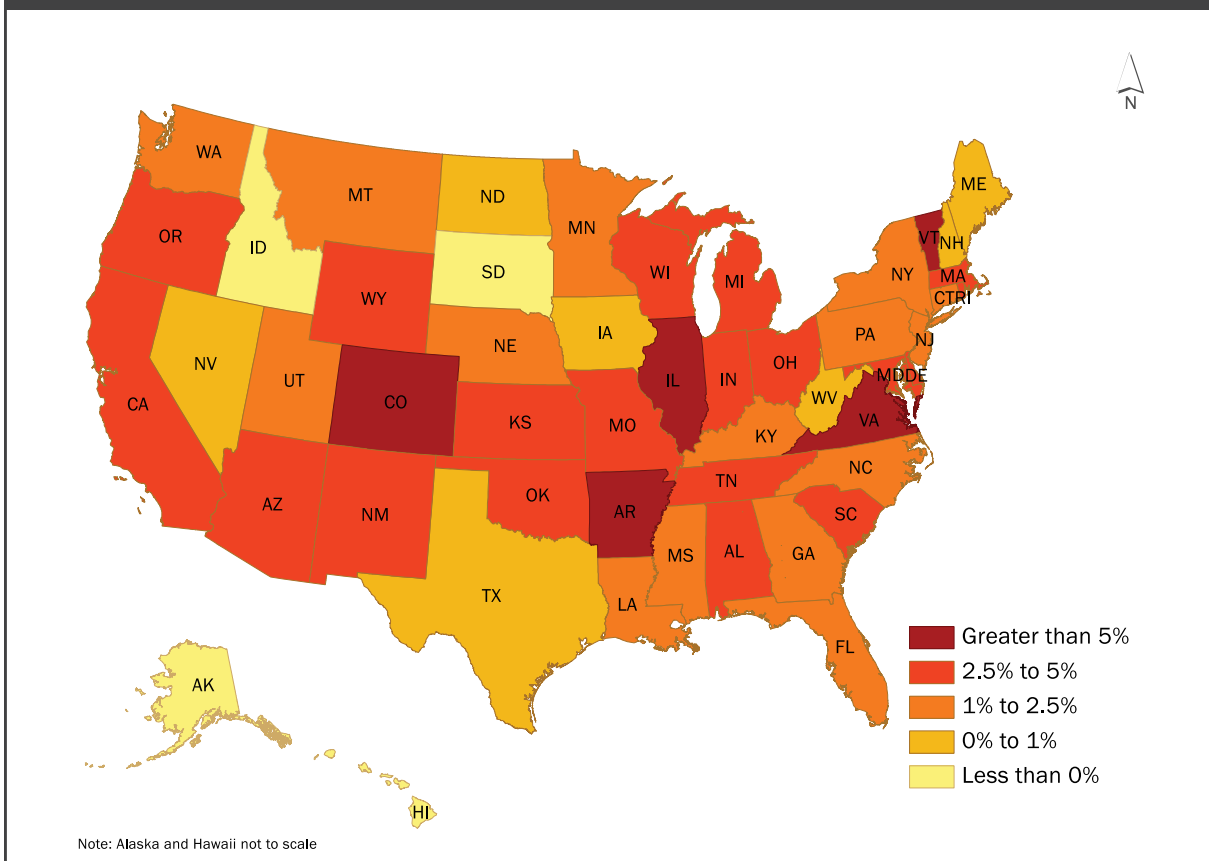 N
WA
MT
ND
MN
ME
OR
ID
SD
WI
MI
NY
VT
NH
MA
CT
RI
WY
IA
NE
PA
NJ
NV
UT
CO
IL
IN
OH
MD
DE
CA
KS
MO
WV
VA
KY
NC
AZ
NM
OK
AR
TN
SC
MS
AL
GA
TX
LA
FL
AK
HI
Greater than 5%
2.5% to 5%
1% to 2.5%
0% to 1%
Less than 0%
Note: Alaska and Hawaii not to scale